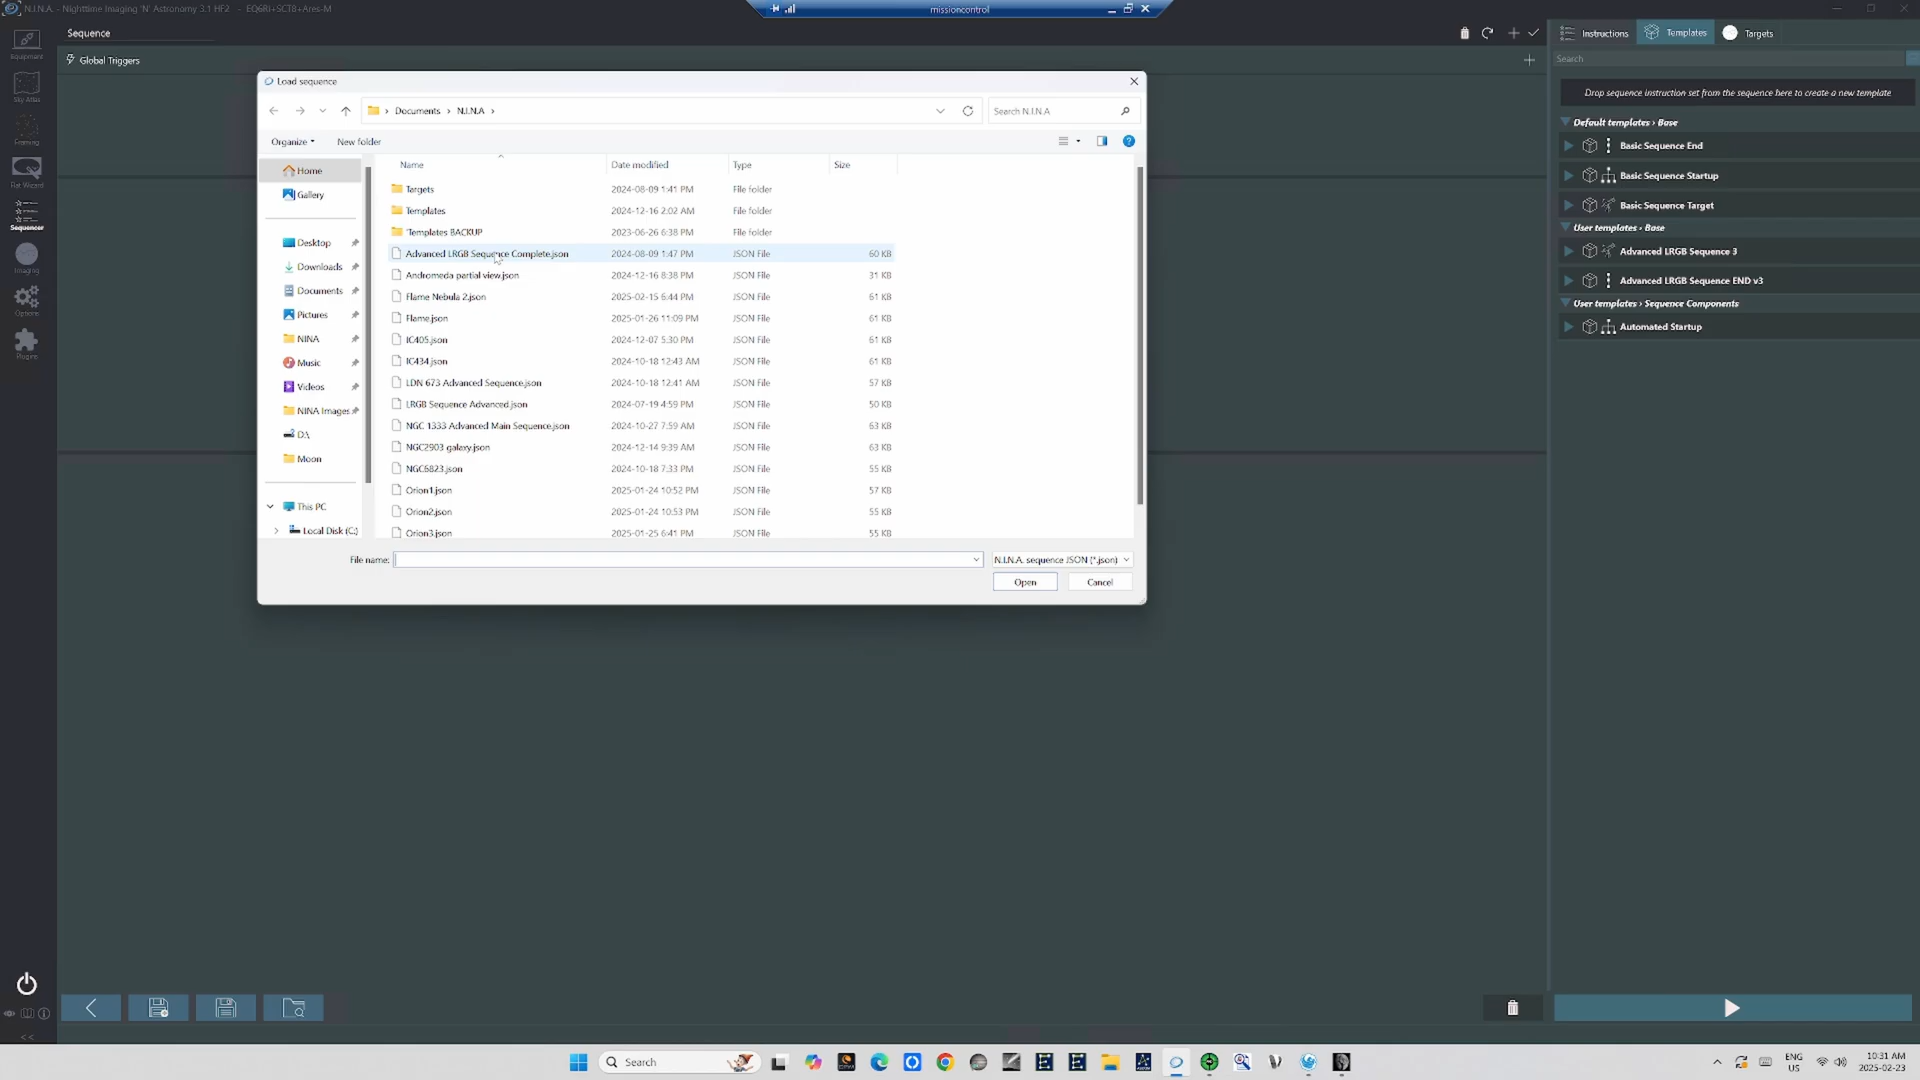 N.I.N.A. - Nighttime Imaging 'N' Astronomy 3.1 HF2 - EQ6Ri+SCT8+Ares-M
missioncontrol
Sequence
Global Triggers
Equipment
Sky Atlas
Framing
Flat Wizard
Sequencer
Imaging
Options
Plugins
<<
Instructions
Templates
Targets
Search
Drop sequence instruction set from the sequence here to create a new template
Default templates › Base
Basic Sequence End
Basic Sequence Startup
Basic Sequence Target
User templates › Base
Advanced LRGB Sequence 3
Advanced LRGB Sequence END v3
User templates › Sequence Components
Automated Startup
Load sequence
Documents › N.I.N.A ›
Search N.I.N.A
Organize
New folder
Home
Gallery
Desktop
Downloads
Documents
Pictures
NINA
Music
Videos
NINA Images
D:\
Moon
This PC
Local Disk (C:)
Name Date modified Type Size
Targets 2024-08-09 1:41 PM File folder
Templates 2024-12-16 2:02 AM File folder
'Templates BACKUP 2023-06-26 6:38 PM File folder
Advanced LRGB Sequence Complete.json 2024-08-09 1:47 PM JSON File 60 KB
Andromeda partial view.json 2024-12-16 8:38 PM JSON File 31 KB
Flame Nebula 2.json 2025-02-15 6:44 PM JSON File 61 KB
Flame.json 2025-01-26 11:09 PM JSON File 61 KB
IC405.json 2024-12-07 5:30 PM JSON File 61 KB
IC434.json 2024-10-18 12:43 AM JSON File 61 KB
LDN 673 Advanced Sequence.json 2024-10-18 12:41 AM JSON File 57 KB
LRGB Sequence Advanced.json 2024-07-19 4:59 PM JSON File 50 KB
NGC 1333 Advanced Main Sequence.json 2024-10-27 7:59 AM JSON File 63 KB
NGC2903 galaxy.json 2024-12-14 9:39 AM JSON File 63 KB
NGC6823.json 2024-10-18 7:33 PM JSON File 55 KB
Orion1.json 2025-01-24 10:52 PM JSON File 57 KB
Orion2.json 2025-01-24 10:53 PM JSON File 55 KB
Orion3.json 2025-01-25 6:41 PM JSON File 55 KB
File name:
N.I.N.A. sequence JSON (*.json)
Open
Cancel
Search
ENG
US
10:31 AM
2025-02-23